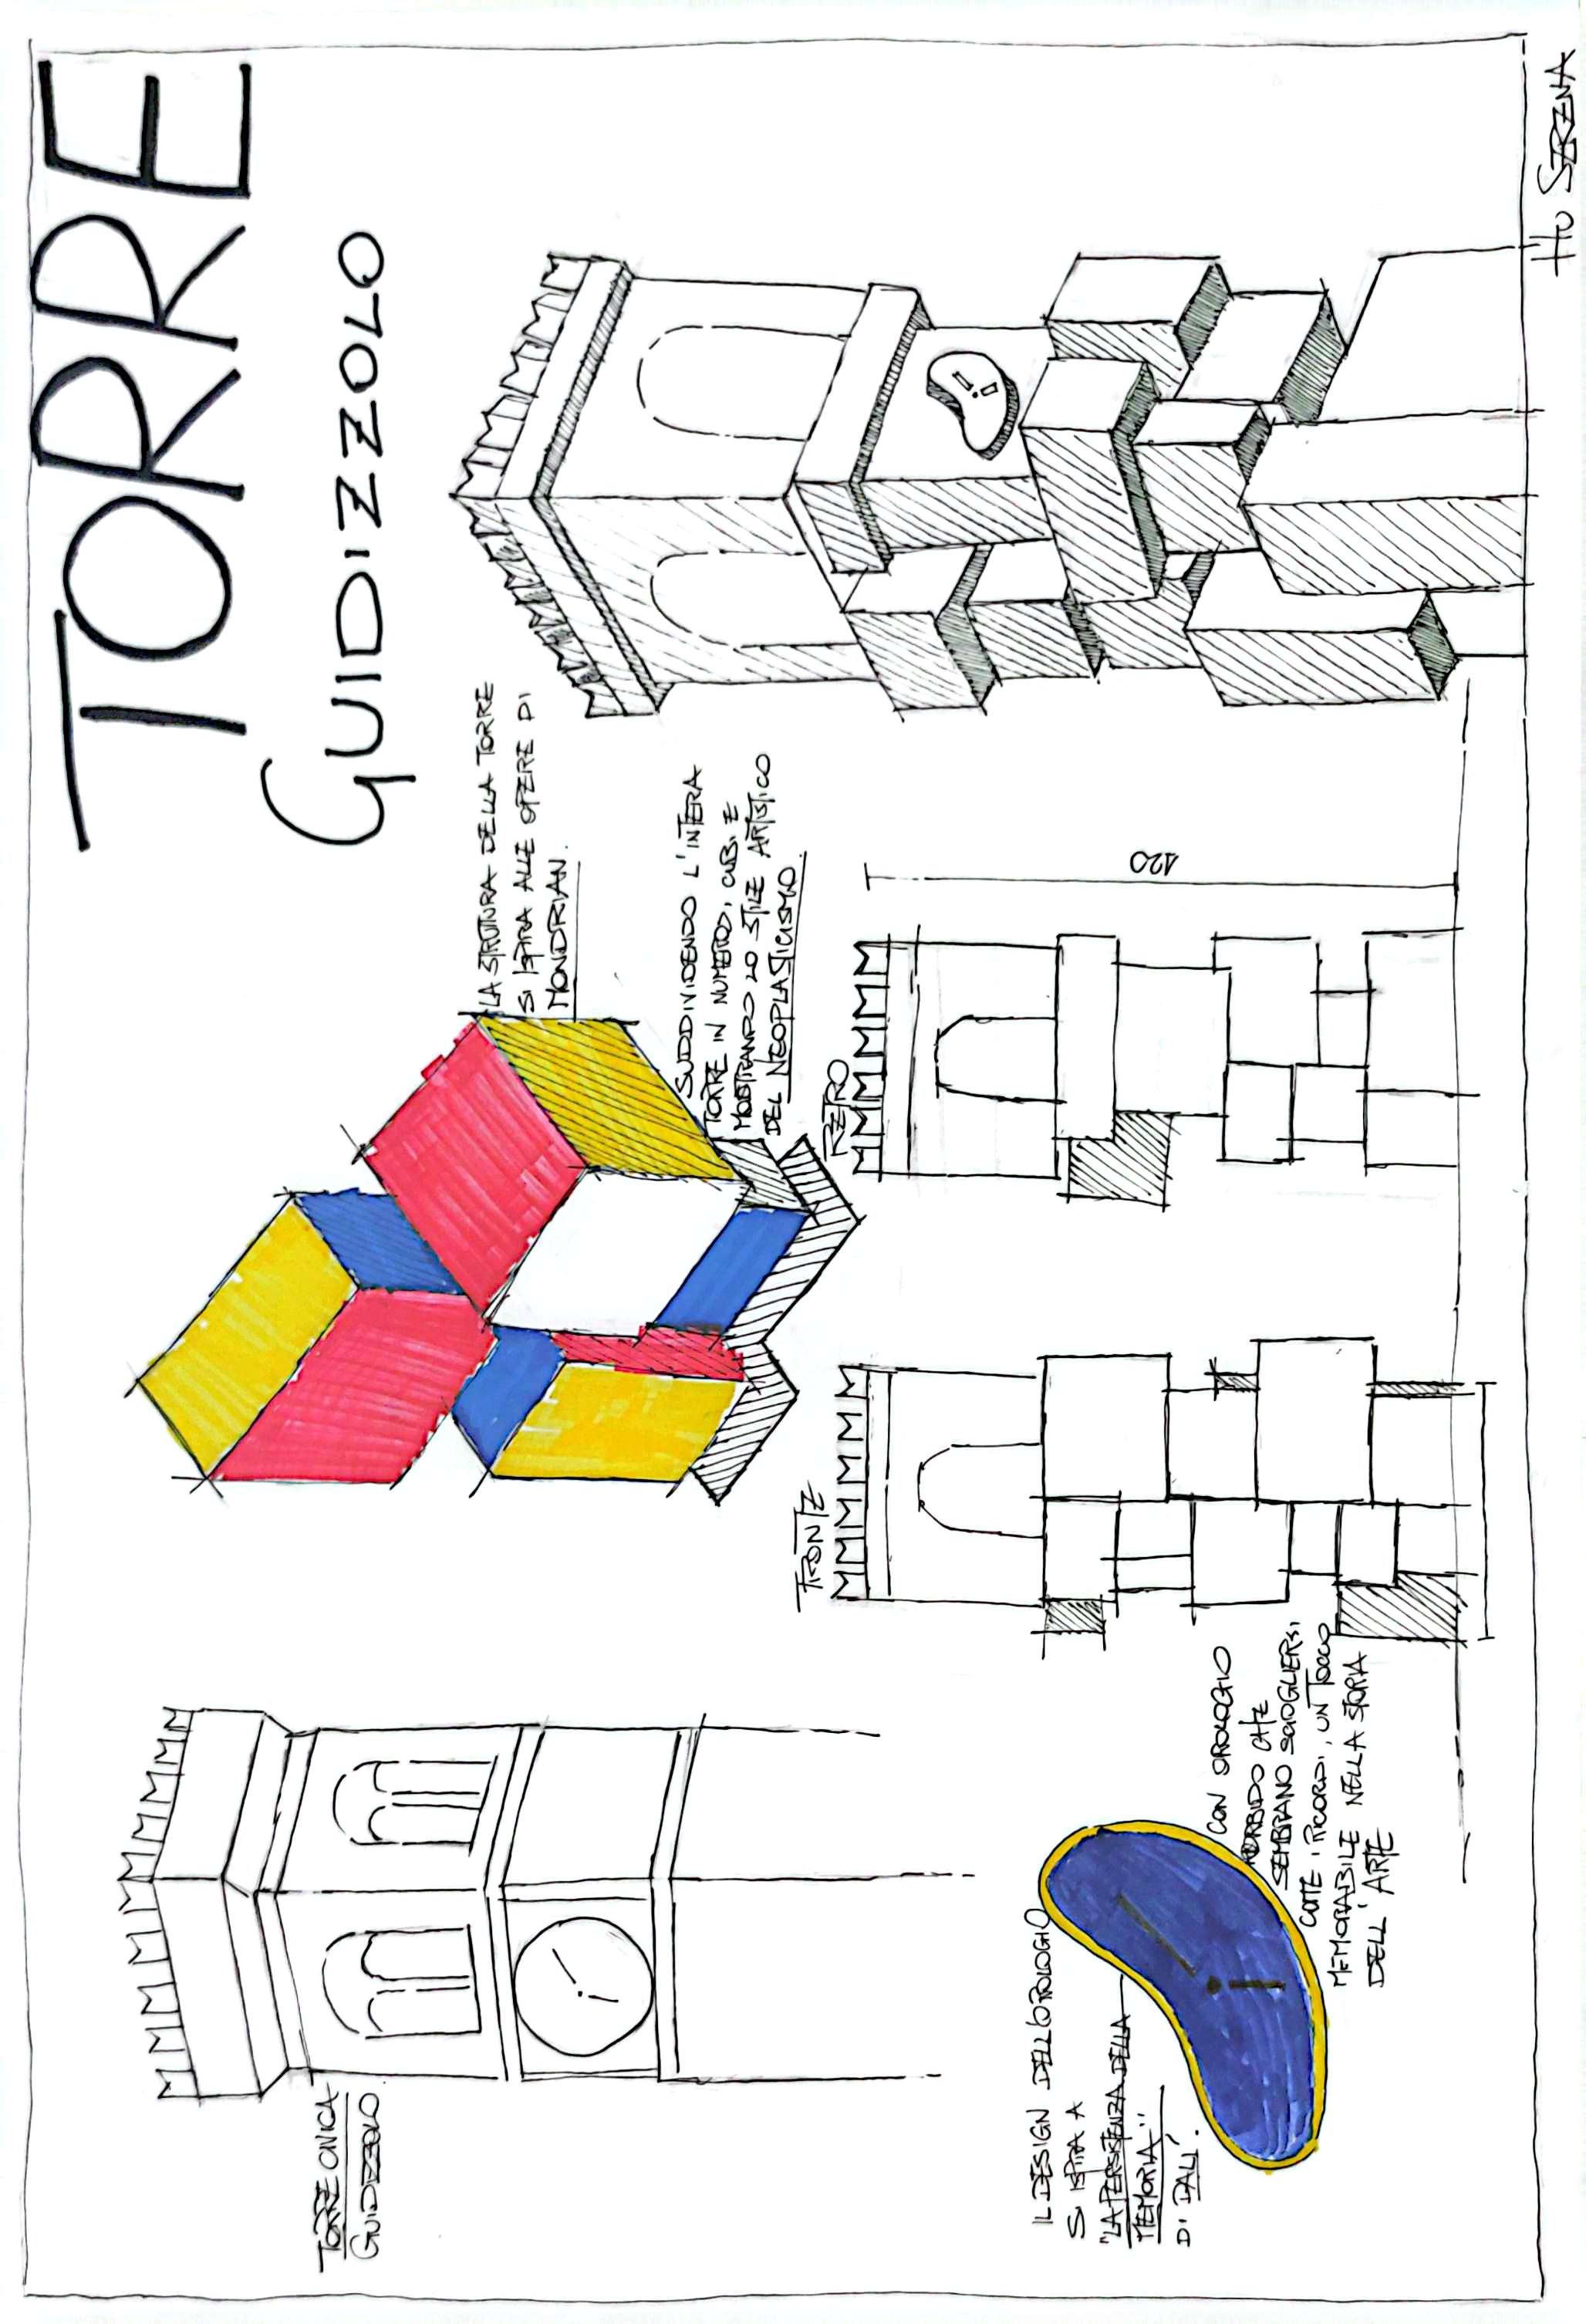 TORRE
GUIDIZZOLO
TORRE CIVICA
GUIDIZZOLO
LA STRUTTURA DELLA TORRE
SI ISPIRA ALLE OPERE DI
MONDRIAN.
SUDDIVIDENDO L'INTERA
TORRE IN NUMEROSI CUBI E
MOSTRANDO LO STILE ARTISTICO
DEL NEOPLASTICISMO.
FRONTE
RETRO
120
IL DESIGN DELL'OROLOGIO
SI ISPIRA A
"LA PERSISTENZA DELLA
MEMORIA"
DI DALÌ.
CON OROLOGIO
MORBIDO CHE
SEMBRANO SCIOGLIERSI
COME I RICORDI, UN TOCCO
MEMORABILE NELLA STORIA
DELL'ARTE
HU SERENA